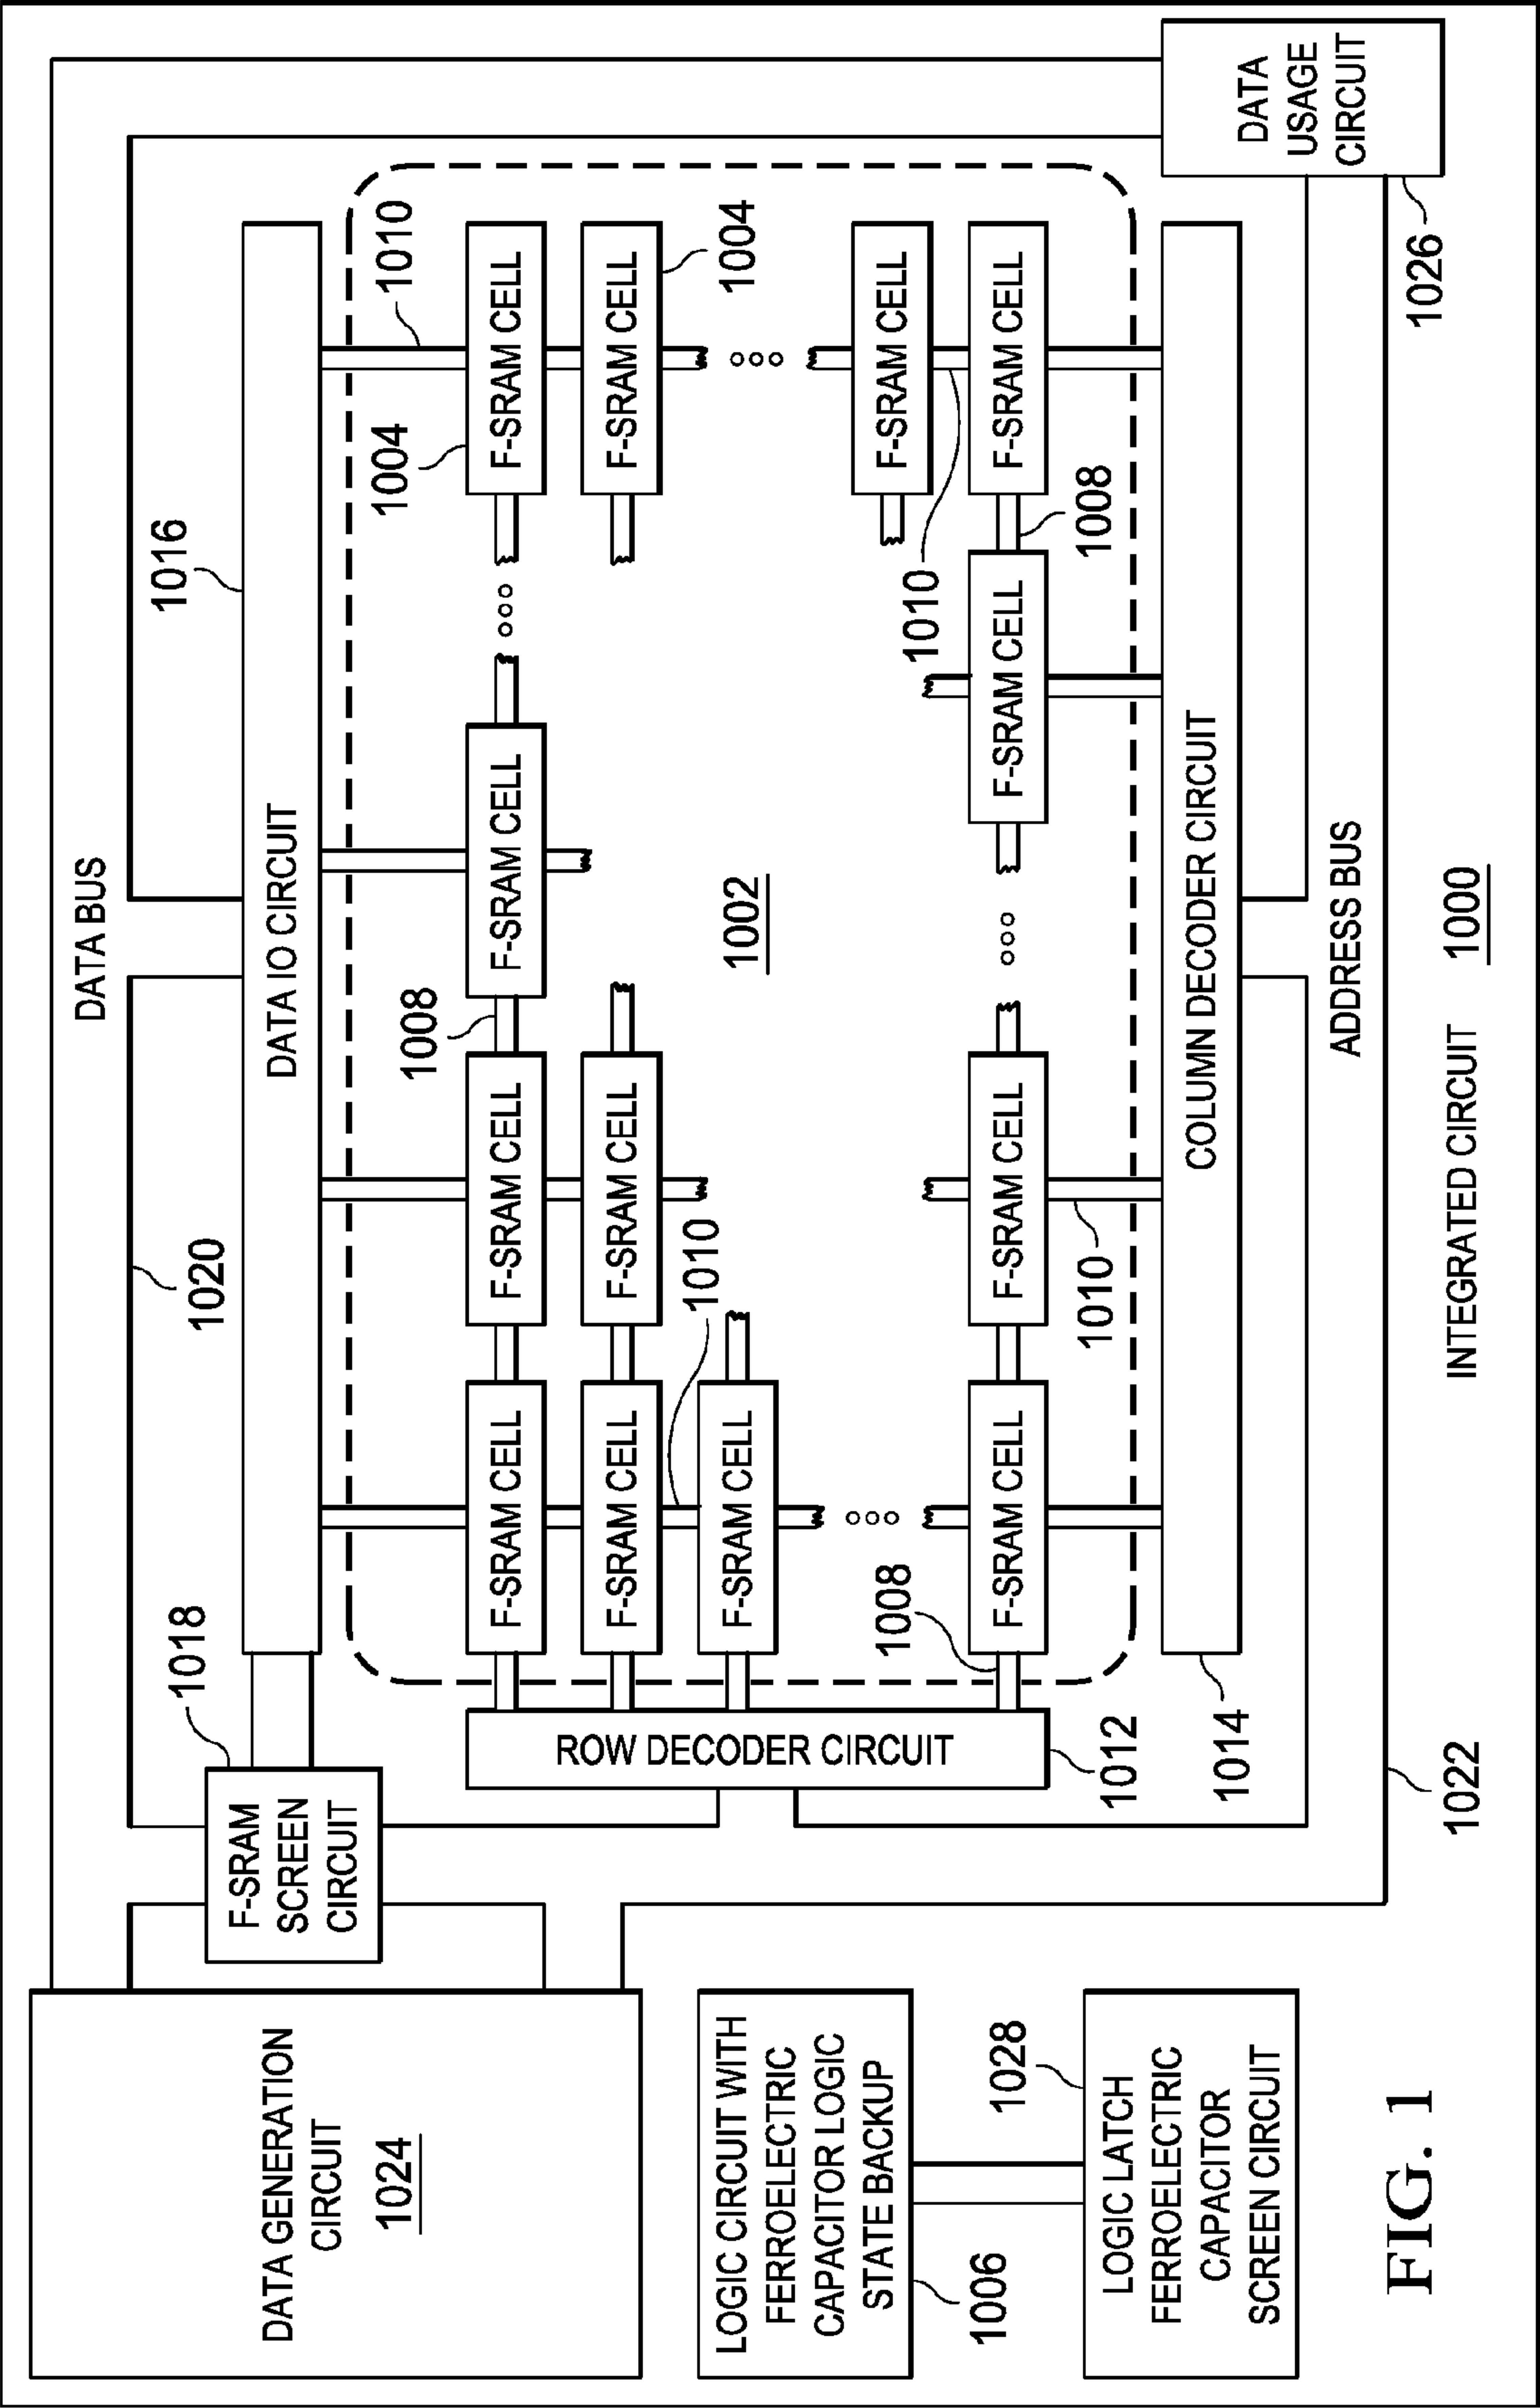 DATA BUS
1020
1016
DATA GENERATION
CIRCUIT
1024
F-SRAM
SCREEN
CIRCUIT
1018
DATA IO CIRCUIT
1010
1008
1004
F-SRAM CELL
F-SRAM CELL
F-SRAM CELL
F-SRAM CELL
F-SRAM CELL
F-SRAM CELL
F-SRAM CELL
1004
1010
F-SRAM CELL
1002
ROW DECODER CIRCUIT
1012
1008
1010
F-SRAM CELL
F-SRAM CELL
F-SRAM CELL
F-SRAM CELL
F-SRAM CELL
1010
1008
COLUMN DECODER CIRCUIT
1014
DATA
USAGE
CIRCUIT
1026
ADDRESS BUS
1022
LOGIC CIRCUIT WITH
FERROELECTRIC
CAPACITOR LOGIC
STATE BACKUP
1006
1028
LOGIC LATCH
FERROELECTRIC
CAPACITOR
SCREEN CIRCUIT
INTEGRATED CIRCUIT 1000
FIG. 1